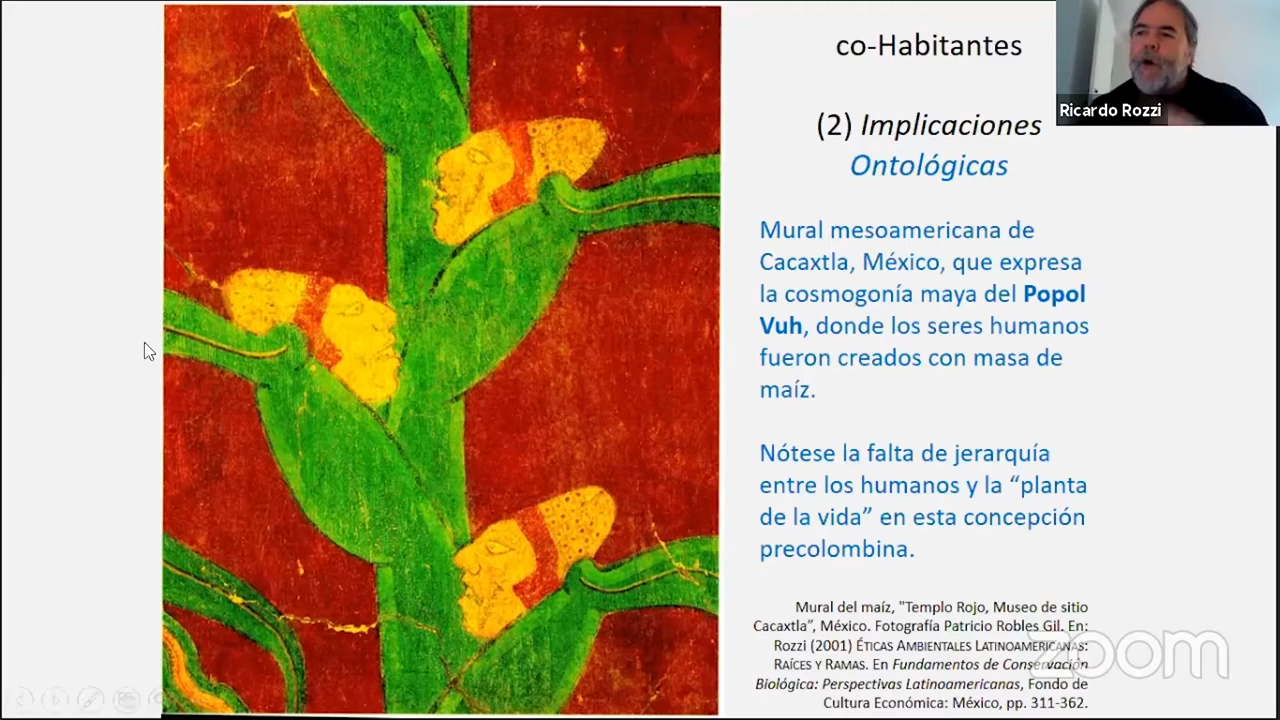 co-Habitantes
(2) Implicaciones
Ontológicas
Ricardo Rozzi
Mural mesoamericana de
Cacaxtla, México, que expresa
la cosmogonía maya del Popol
Vuh, donde los seres humanos
fueron creados con masa de
maíz.
Nótese la falta de jerarquía
entre los humanos y la “planta
de la vida” en esta concepción
precolombina.
Mural del maíz, "Templo Rojo, Museo de sitio
Cacaxtla”, México. Fotografía Patricio Robles Gil. En:
Rozzi (2001) ÉTICAS AMBIENTALES LATINOAMERICANAS:
RAÍCES Y RAMAS. En Fundamentos de Conservación
Biológica: Perspectivas Latinoamericanas, Fondo de
Cultura Económica: México, pp. 311-362.
zoom